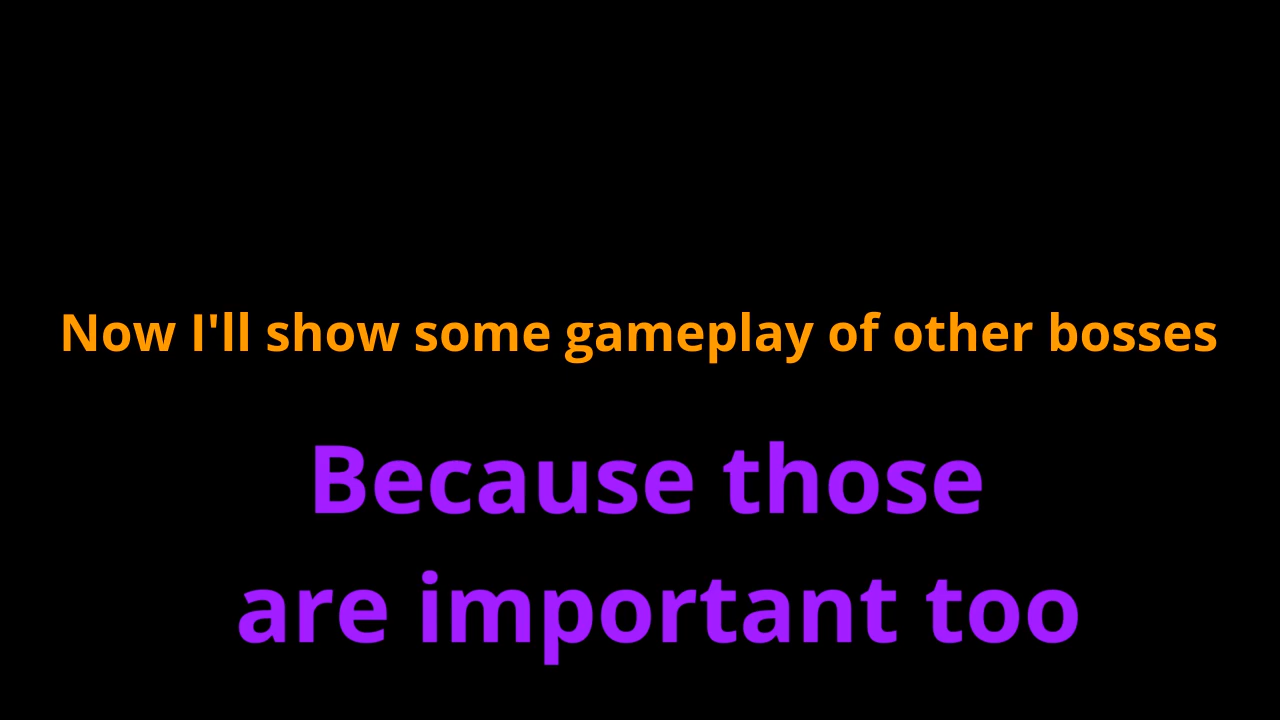 Now I'll show some gameplay of other bosses
Because those
are important too